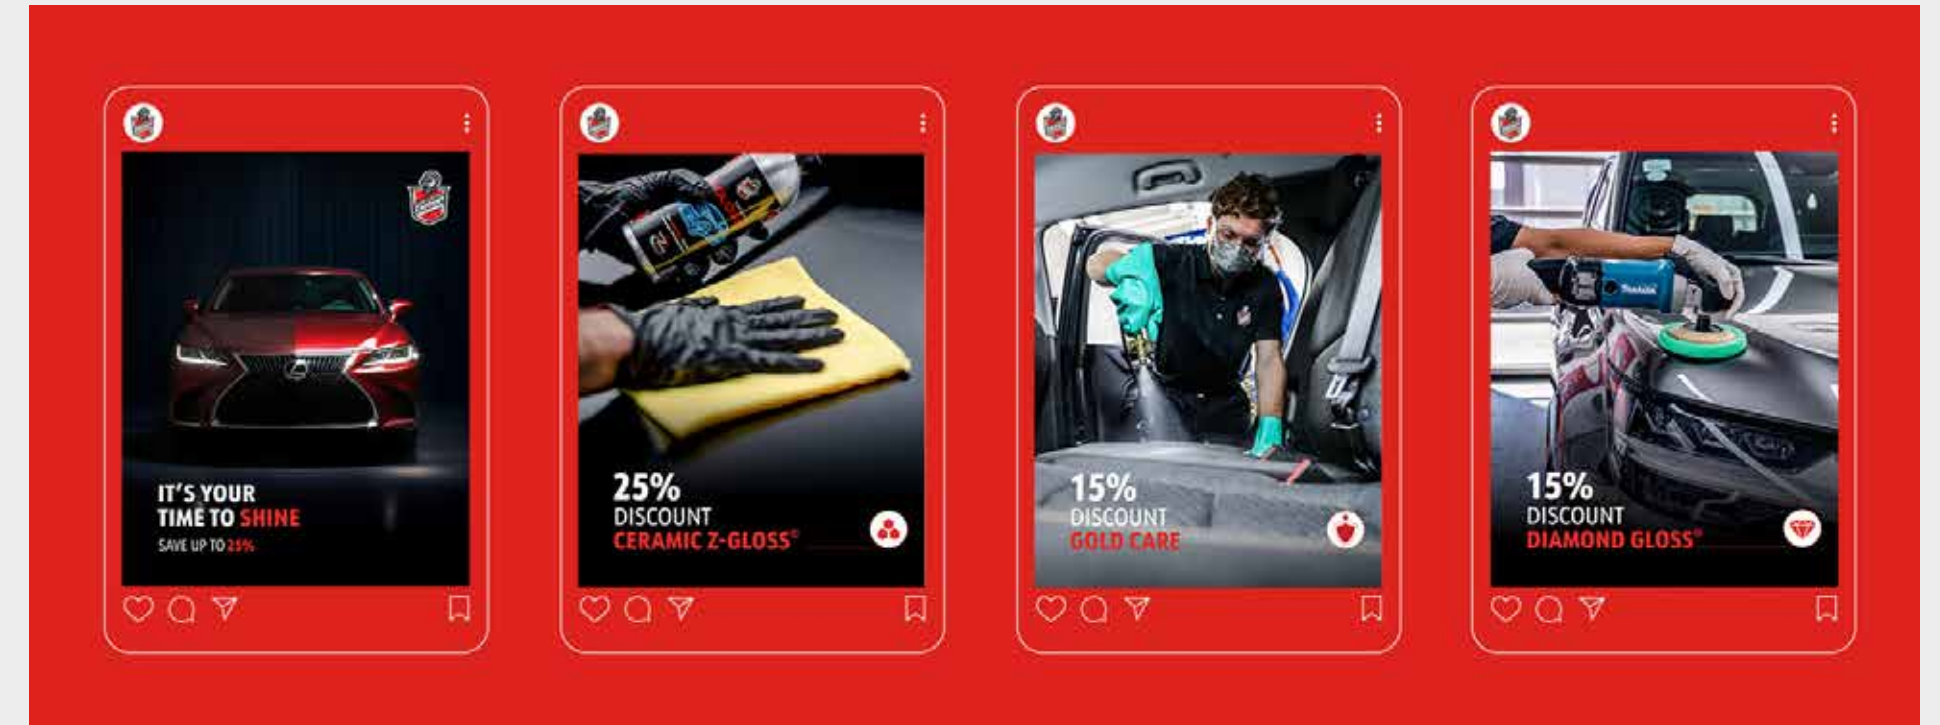 IT'S YOUR
TIME TO SHINE
SAVE UP TO 25%
25%
DISCOUNT
CERAMIC Z-GLOSS®
15%
DISCOUNT
GOLD CARE
Makita
15%
DISCOUNT
DIAMOND GLOSS®